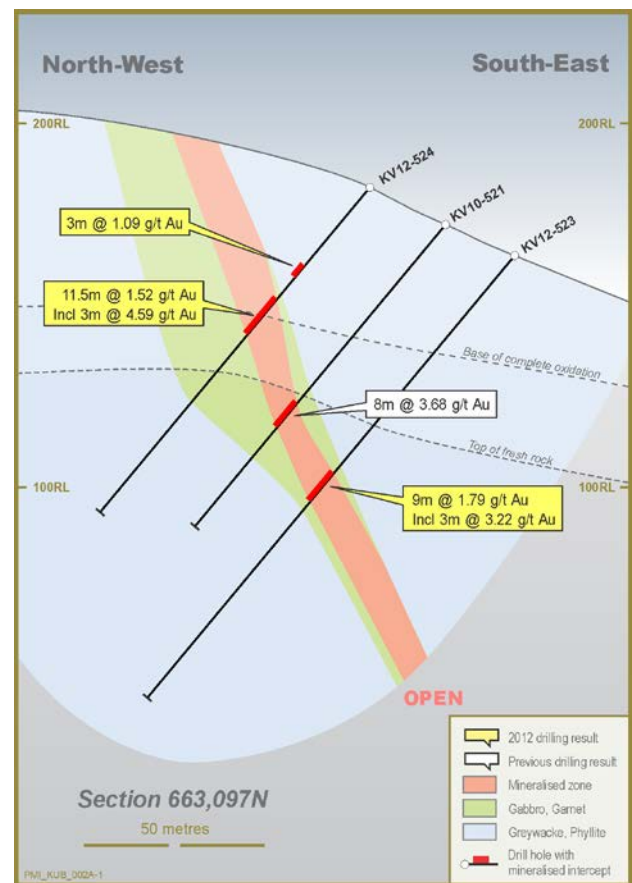 North-West
South-East
200RL
200RL
KV12-524
KV10-521
KV12-523
3m @ 1.09 g/t Au
11.5m @ 1.52 g/t Au
Incl 3m @ 4.59 g/t Au
Base of complete oxidation
8m @ 3.68 g/t Au
Top of fresh rock
100RL
100RL
9m @ 1.79 g/t Au
Incl 3m @ 3.22 g/t Au
OPEN
2012 drilling result
Previous drilling result
Mineralised zone
Gabbro, Garnet
Greywacke, Phyllite
Drill hole with
mineralised intercept
Section 663,097N
50 metres
PMI_KUB_002A-1